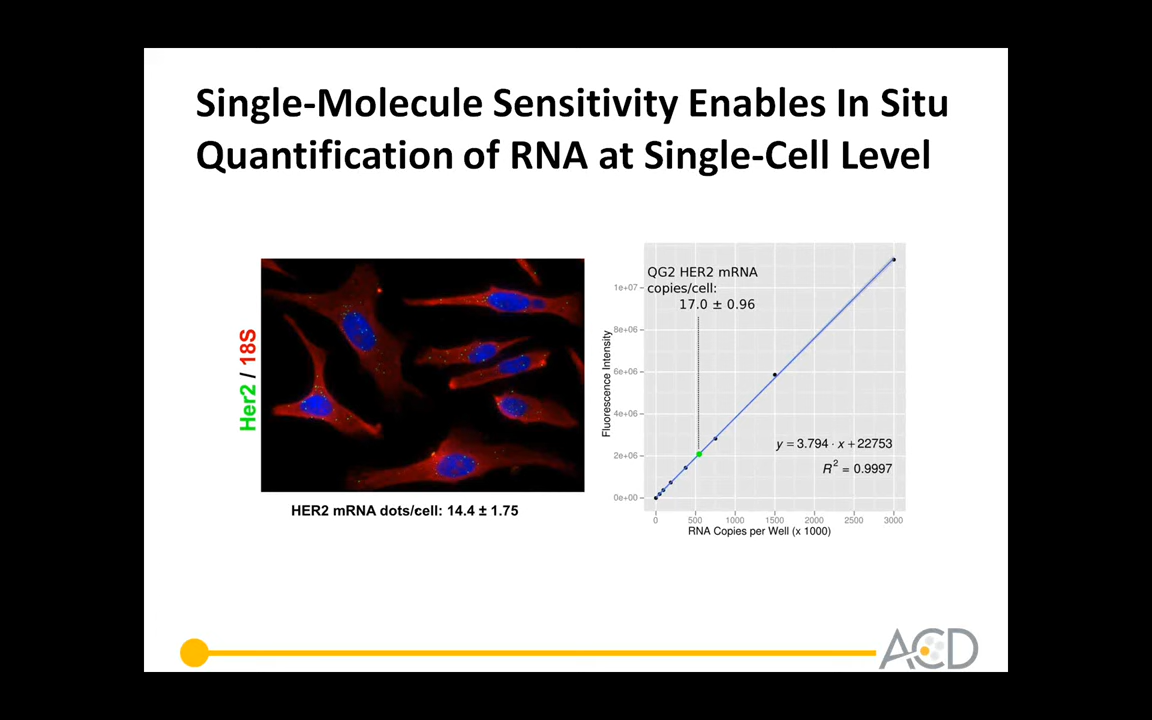 Single-Molecule Sensitivity Enables In Situ
Quantification of RNA at Single-Cell Level
Her2 / 18S
HER2 mRNA dots/cell: 14.4 ± 1.75
QG2 HER2 mRNA
copies/cell:
17.0 ± 0.96
Fluorescence Intensity
1e+07
8e+06
6e+06
4e+06
2e+06
0e+00
y = 3.794 · x + 22753
R² = 0.9997
0 500 1000 1500 2000 2500 3000
RNA Copies per Well (x 1000)
ACD